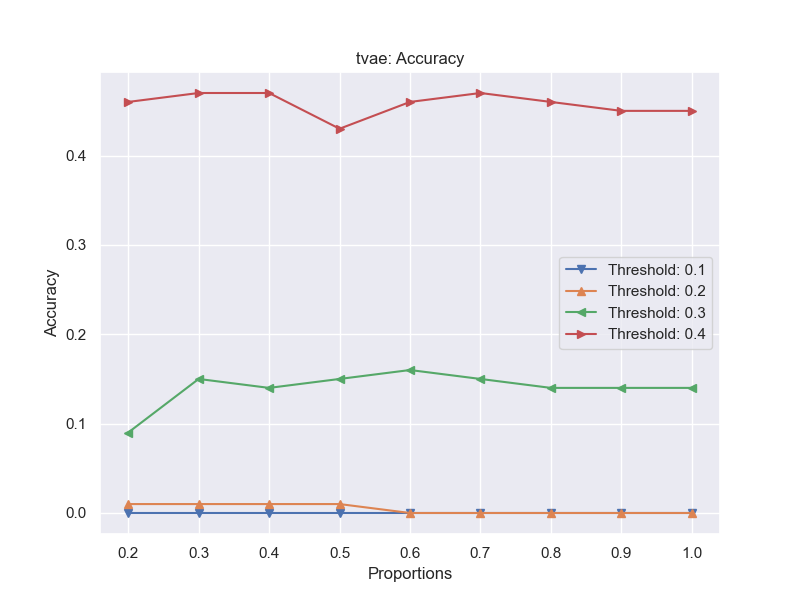 tvae: Accuracy
Accuracy
0.4
0.3
0.2
0.1
0.0
Threshold: 0.1
Threshold: 0.2
Threshold: 0.3
Threshold: 0.4
0.2 0.3 0.4 0.5 0.6 0.7 0.8 0.9 1.0
Proportions